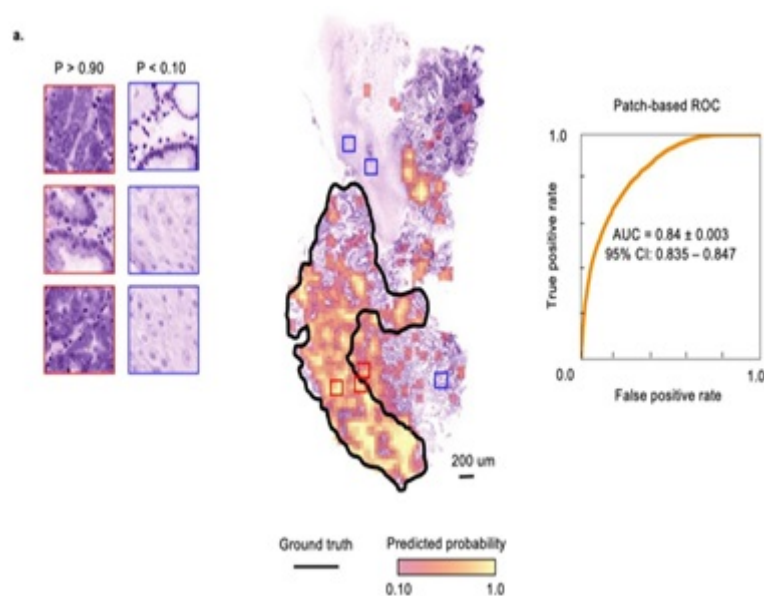 a.
P > 0.90
P < 0.10
Patch-based ROC
1.0
True positive rate
AUC = 0.84 ± 0.003
95% CI: 0.835 – 0.847
0.0
1.0
False positive rate
200 um
Ground truth
Predicted probability
0.10
1.0